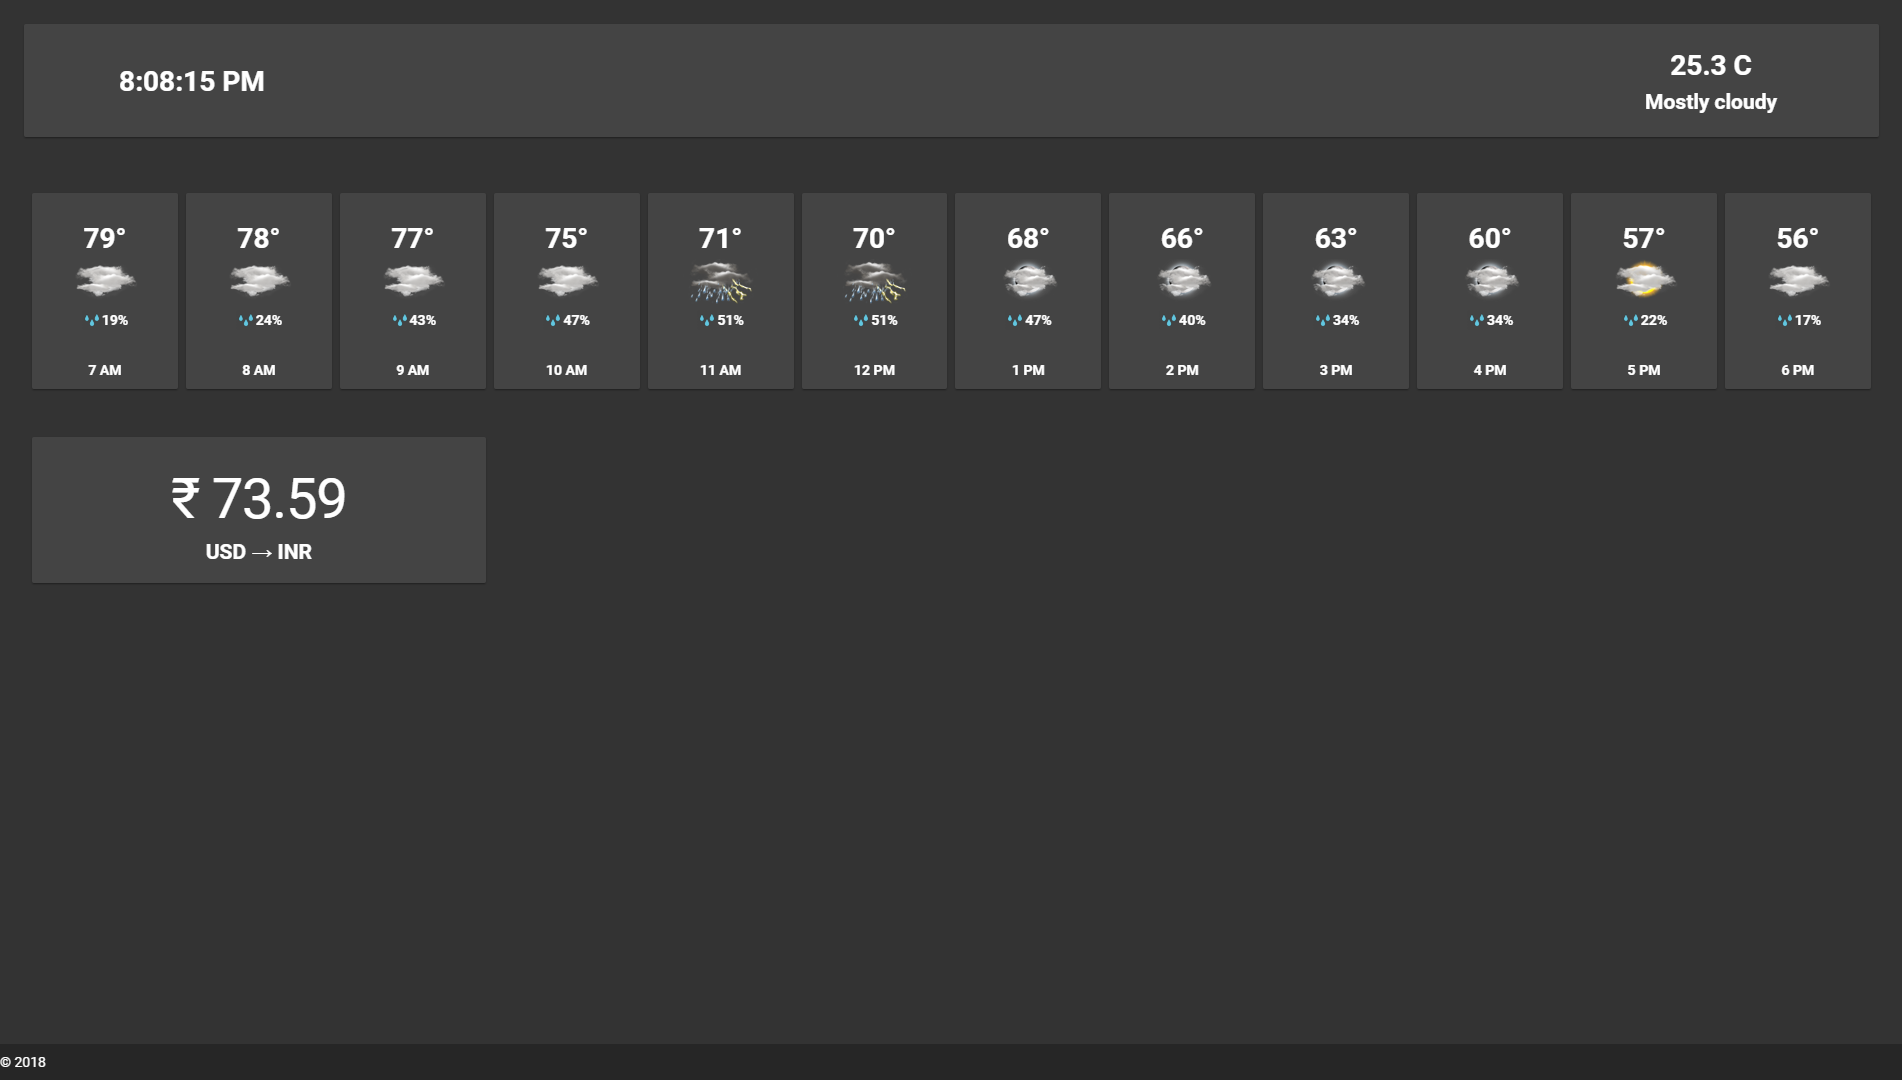 8:08:15 PM
25.3 C
Mostly cloudy
79° 78° 77° 75° 71° 70° 68° 66° 63° 60° 57° 56°
19% 24% 43% 47% 51% 51% 47% 40% 34% 34% 22% 17%
7 AM 8 AM 9 AM 10 AM 11 AM 12 PM 1 PM 2 PM 3 PM 4 PM 5 PM 6 PM
₹ 73.59
USD → INR
© 2018